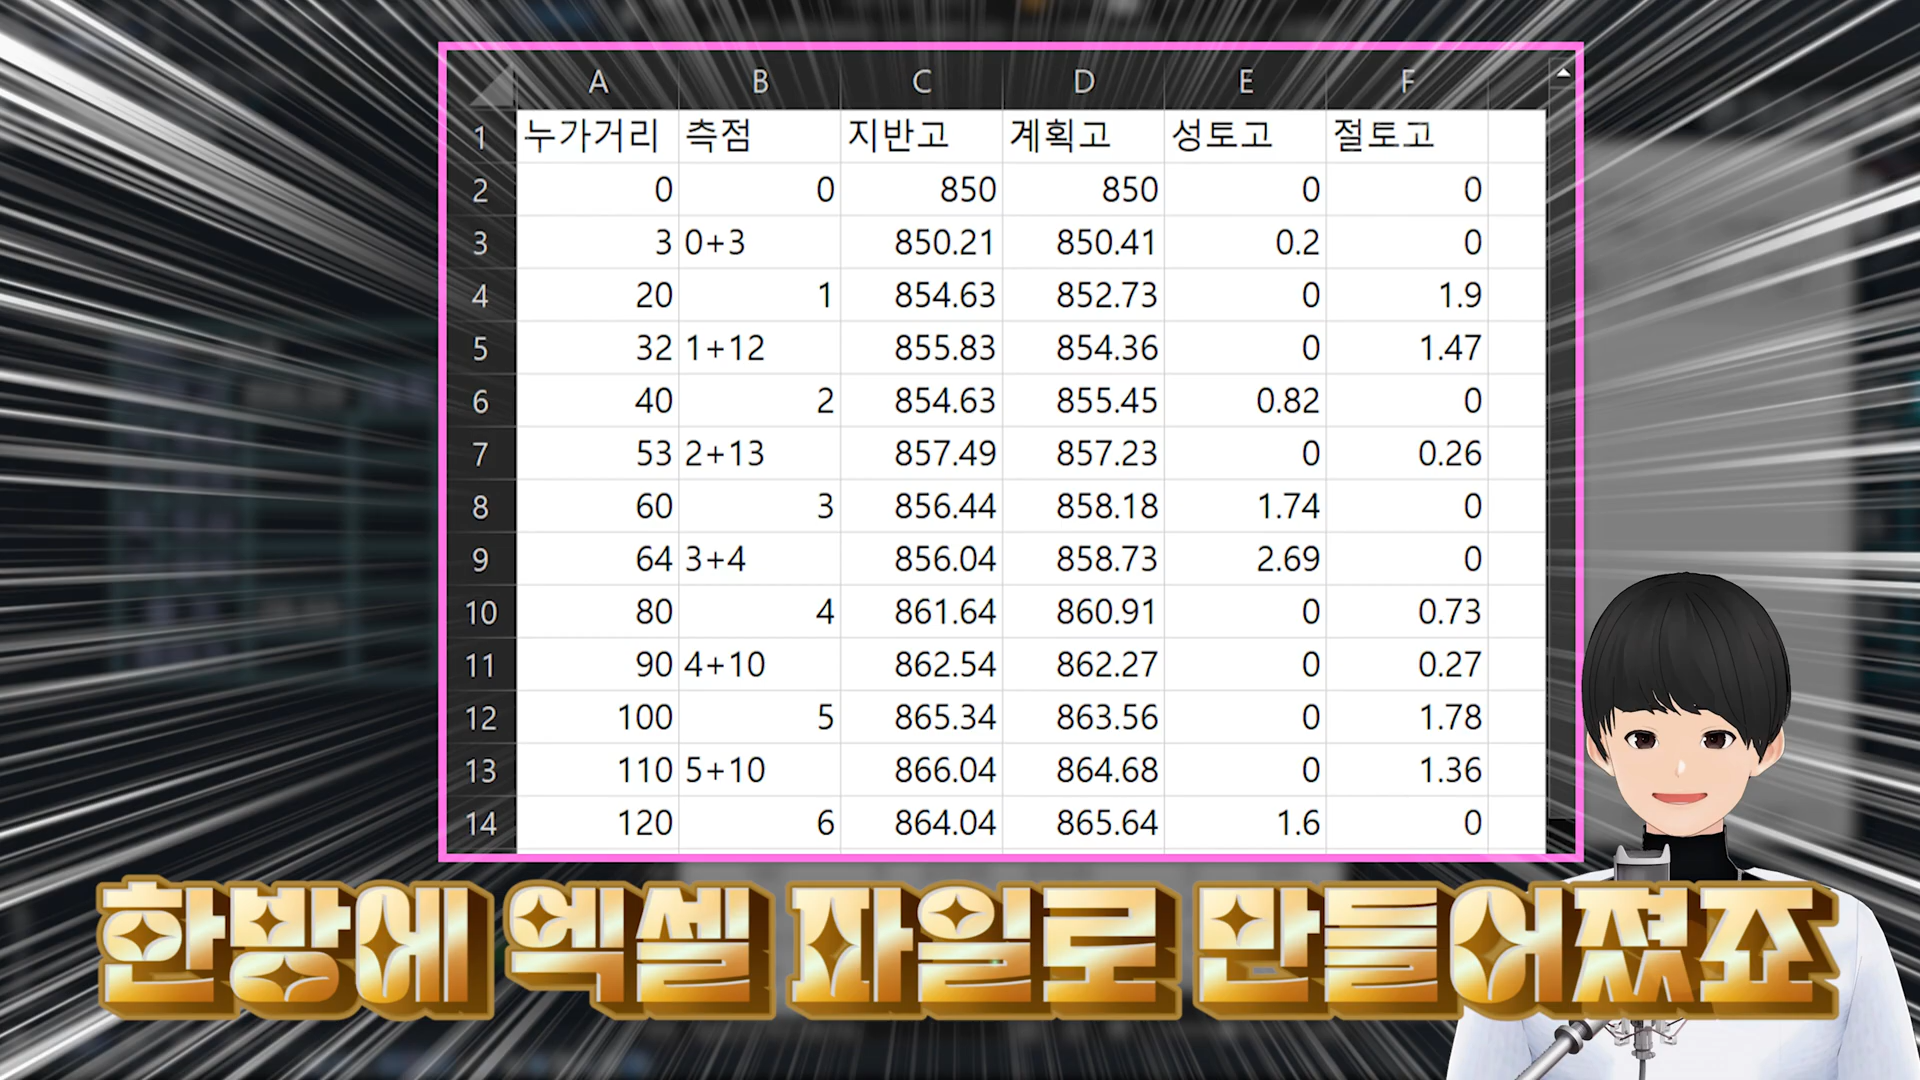 A B C D E F
1 누가거리 측점 지반고 계획고 성토고 절토고
2 0 0 850 850 0 0
3 3 0+3 850.21 850.41 0.2 0
4 20 1 854.63 852.73 0 1.9
5 32 1+12 855.83 854.36 0 1.47
6 40 2 854.63 855.45 0.82 0
7 53 2+13 857.49 857.23 0 0.26
8 60 3 856.44 858.18 1.74 0
9 64 3+4 856.04 858.73 2.69 0
10 80 4 861.64 860.91 0 0.73
11 90 4+10 862.54 862.27 0 0.27
12 100 5 865.34 863.56 0 1.78
13 110 5+10 866.04 864.68 0 1.36
14 120 6 864.04 865.64 1.6 0
한방에 엑셀 파일로 만들어졌죠